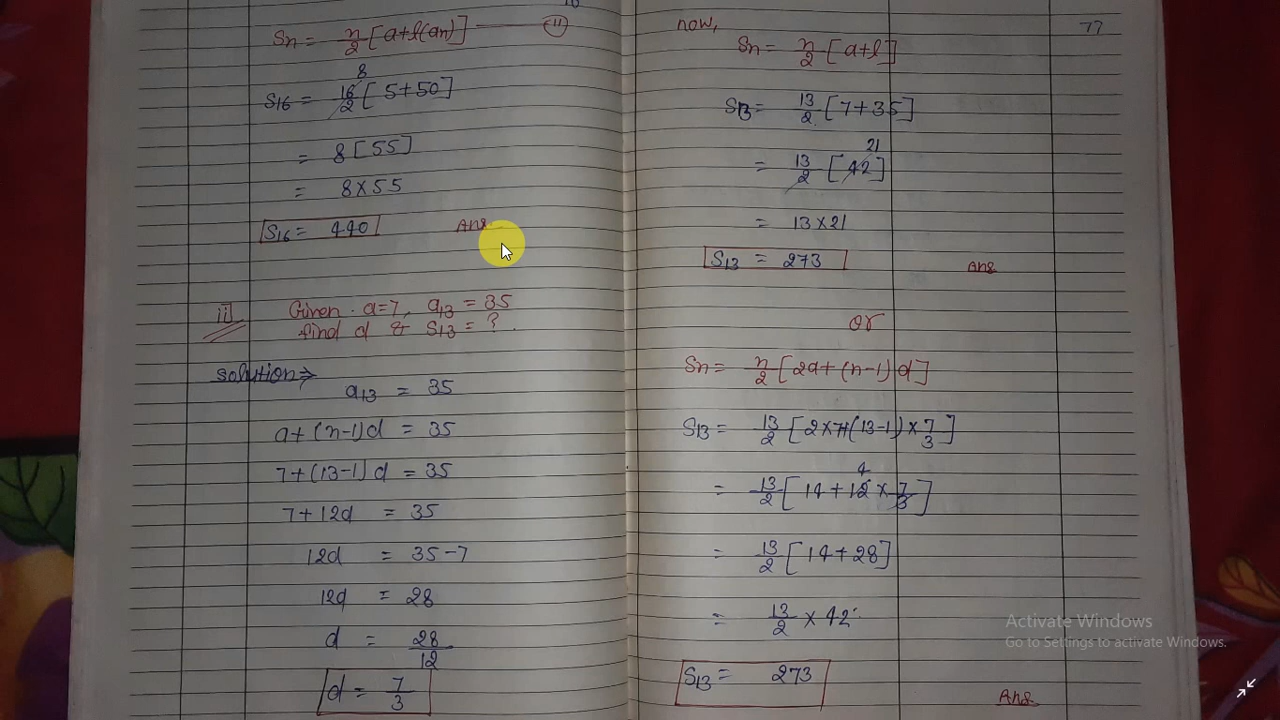 Sn = n/2 [a+l(an)] — (ii)
S16 = 16/2 [5+50] 8
= 8[55]
= 8×55
S16 = 440 Ans
ii) Given. a=7, a13 = 35
find d & S13 = ?
Solution ⇒
a13 = 35
a+(n-1)d = 35
7+(13-1)d = 35
7+12d = 35
12d = 35-7
12d = 28
d = 28/12
d = 7/3
77
now,
Sn = n/2 [a+l]
S13 = 13/2 [7+35]
= 13/2 [42] 21
= 13×21
S13 = 273 Ans
or
Sn = n/2 [2a+(n-1)d]
S13 = 13/2 [2×7+(13-1)×7/3]
= 13/2 [14+12×7/3] 4
= 13/2 [14+28]
= 13/2 × 42
S13 = 273
Ans
Activate Windows
Go to Settings to activate Windows.